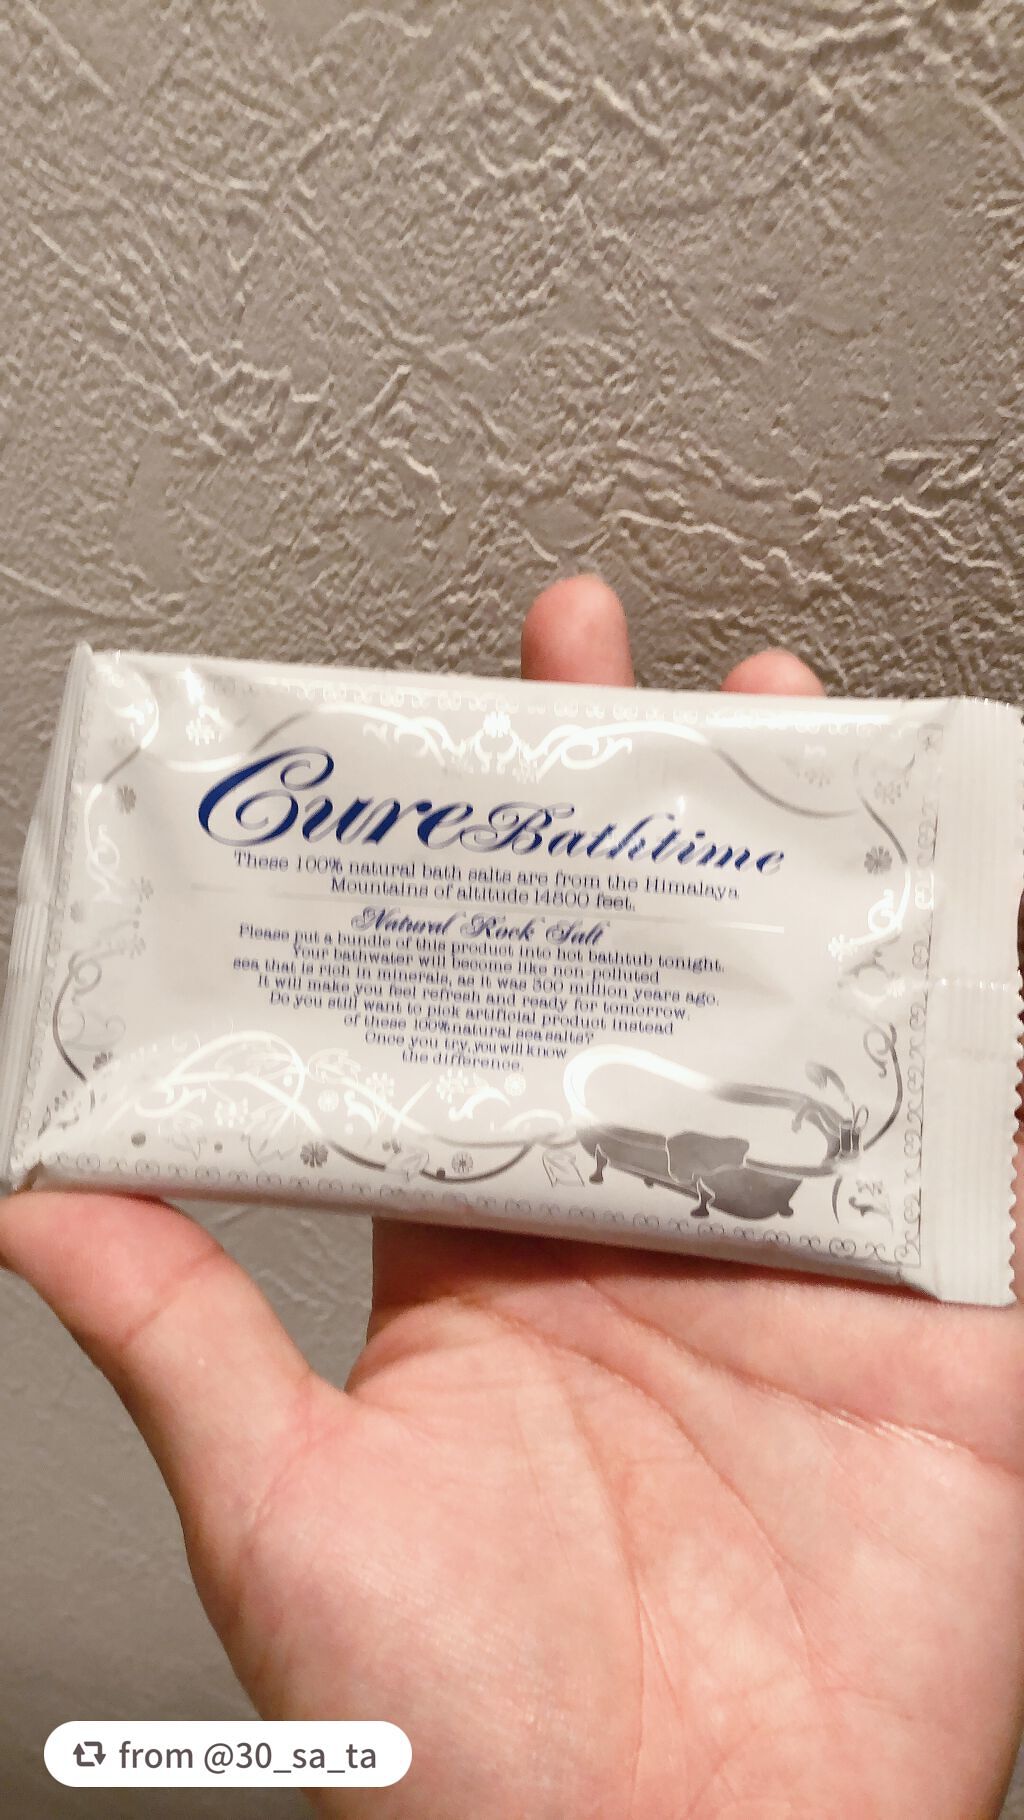 Cure Bathtime
These 100% natural bath salts are from the Himalaya
Mountains of altitude 14800 feet.
Natural Rock Salt
Please put a bundle of this product into hot bathtub tonight.
Your bathwater will become like non-polluted
sea that is rich in minerals, as it was 300 million years ago.
It will make you feel refresh and ready for tomorrow.
Do you still want to pick artificial product instead
of these 100% natural sea salts?
Once you try, you will know
the difference.
from @30_sa_ta